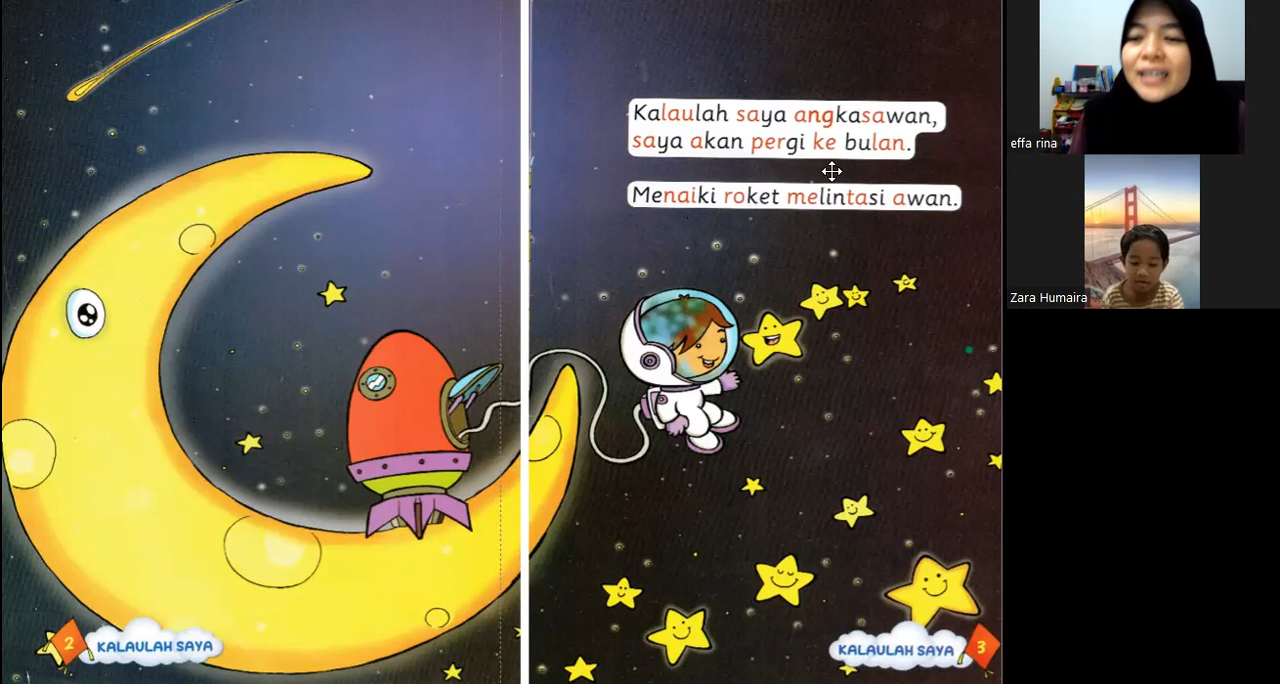 Kalaulah saya angkasawan,
saya akan pergi ke bulan.
Menaiki roket melintasi awan.
2 KALAULAH SAYA
KALAULAH SAYA 3
effa rina
Zara Humaira